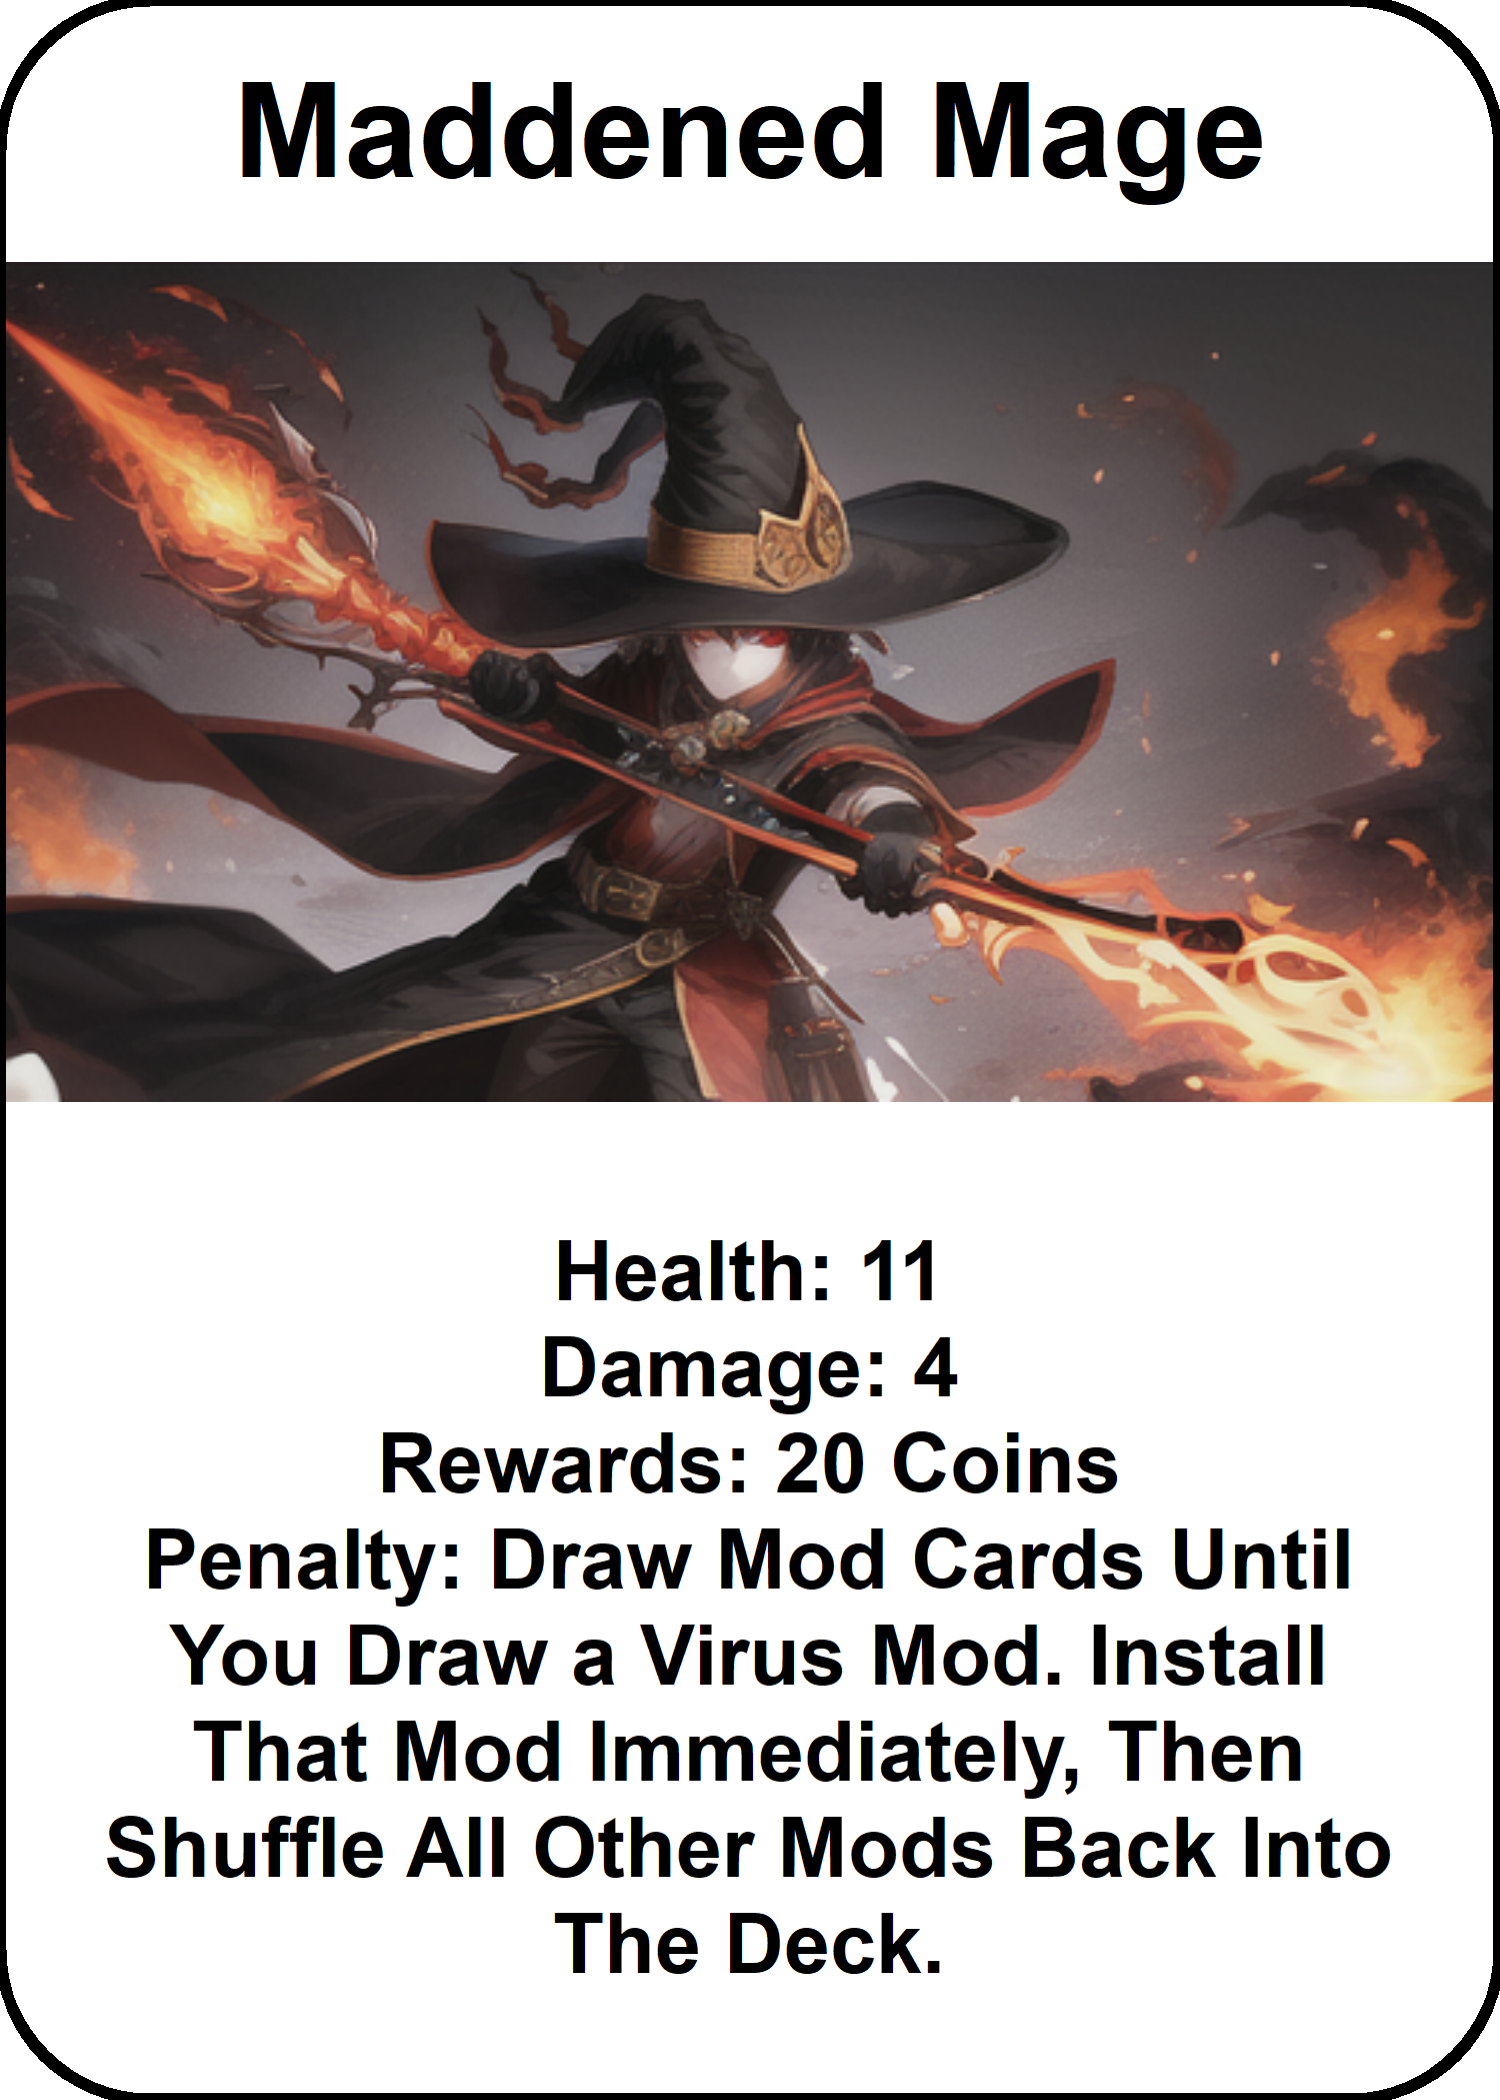 Maddened Mage
Health: 11
Damage: 4
Rewards: 20 Coins
Penalty: Draw Mod Cards Until
You Draw a Virus Mod. Install
That Mod Immediately, Then
Shuffle All Other Mods Back Into
The Deck.